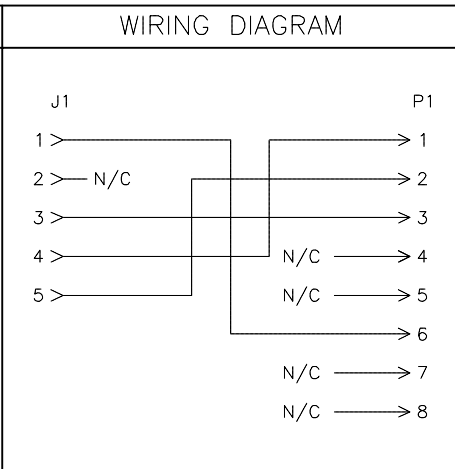 WIRING DIAGRAM
J1 P1
1 1
2 N/C 2
3 3
4 N/C 4
5 N/C 5
6
N/C 7
N/C 8